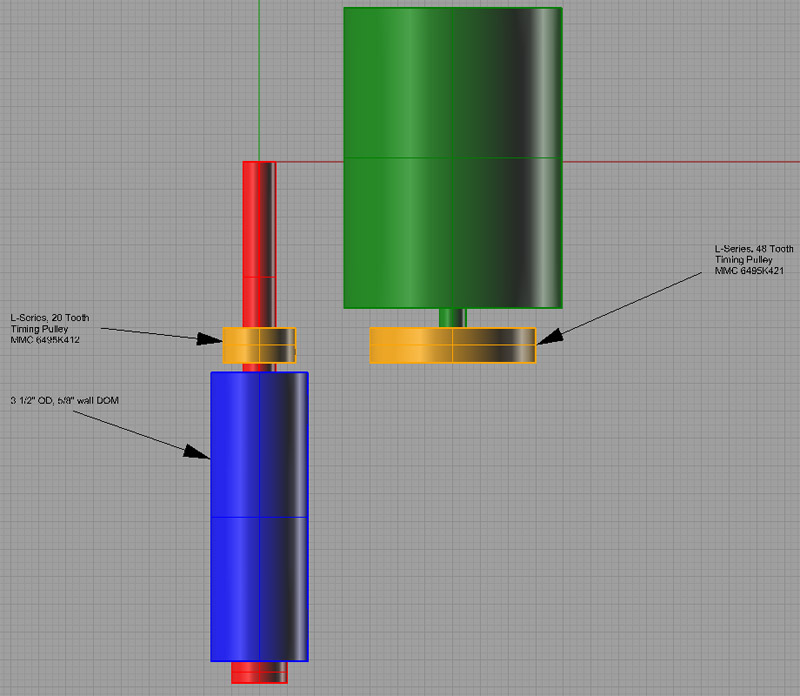 L-Series, 48 Tooth
Timing Pulley
MMC 6495K421
L-Series, 20 Tooth
Timing Pulley
MMC 6495K412
3 1/2" OD, 5/8" wall DOM